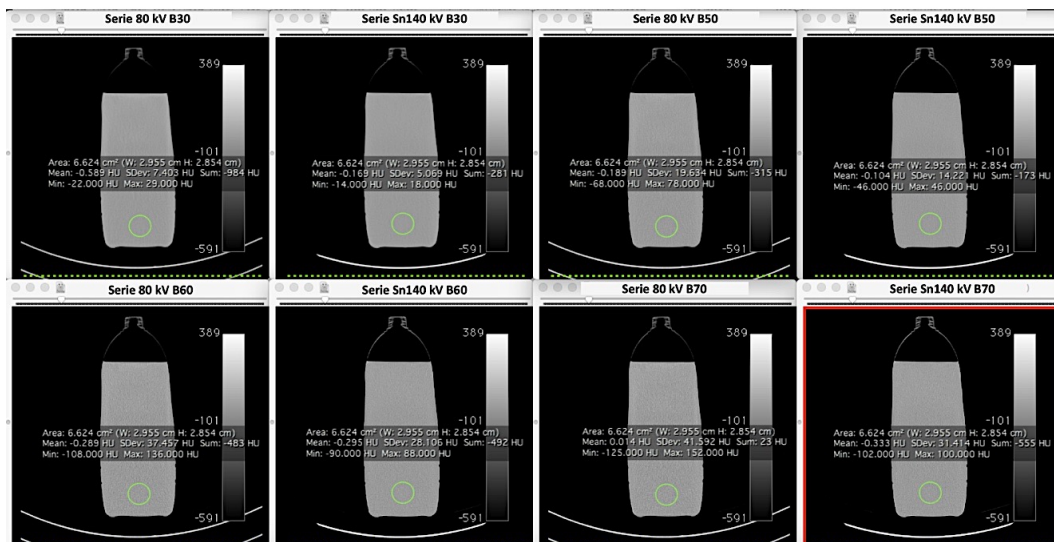 Serie 80 kV B30
389
-101
Area: 6.624 cm² (W: 2.955 cm H: 2.854 cm)
Mean: -0.589 HU SDev: 7.403 HU Sum: -984 HU
Min: -22.000 HU Max: 29.000 HU
-591
Serie Sn140 kV B30
389
-101
Area: 6.624 cm² (W: 2.955 cm H: 2.854 cm)
Mean: -0.169 HU SDev: 5.069 HU Sum: -281 HU
Min: -14.000 HU Max: 18.000 HU
-591
Serie 80 kV B50
389
-101
Area: 6.624 cm² (W: 2.955 cm H: 2.854 cm)
Mean: -0.189 HU SDev: 19.634 HU Sum: -315 HU
Min: -68.000 HU Max: 78.000 HU
-591
Serie Sn140 kV B50
389
-101
Area: 6.624 cm² (W: 2.955 cm H: 2.854 cm)
Mean: -0.104 HU SDev: 14.221 HU Sum: -173 HU
Min: -46.000 HU Max: 46.000 HU
-591
Serie 80 kV B60
389
-101
Area: 6.624 cm² (W: 2.955 cm H: 2.854 cm)
Mean: -0.289 HU SDev: 37.457 HU Sum: -483 HU
Min: -108.000 HU Max: 136.000 HU
-591
Serie Sn140 kV B60
389
-101
Area: 6.624 cm² (W: 2.955 cm H: 2.854 cm)
Mean: -0.295 HU SDev: 28.106 HU Sum: -492 HU
Min: -90.000 HU Max: 88.000 HU
-591
Serie 80 kV B70
389
-101
Area: 6.624 cm² (W: 2.955 cm H: 2.854 cm)
Mean: 0.014 HU SDev: 41.592 HU Sum: 23 HU
Min: -125.000 HU Max: 152.000 HU
-591
Serie Sn140 kV B70
389
-101
Area: 6.624 cm² (W: 2.955 cm H: 2.854 cm)
Mean: -0.333 HU SDev: 31.414 HU Sum: -555 HU
Min: -102.000 HU Max: 100.000 HU
-591